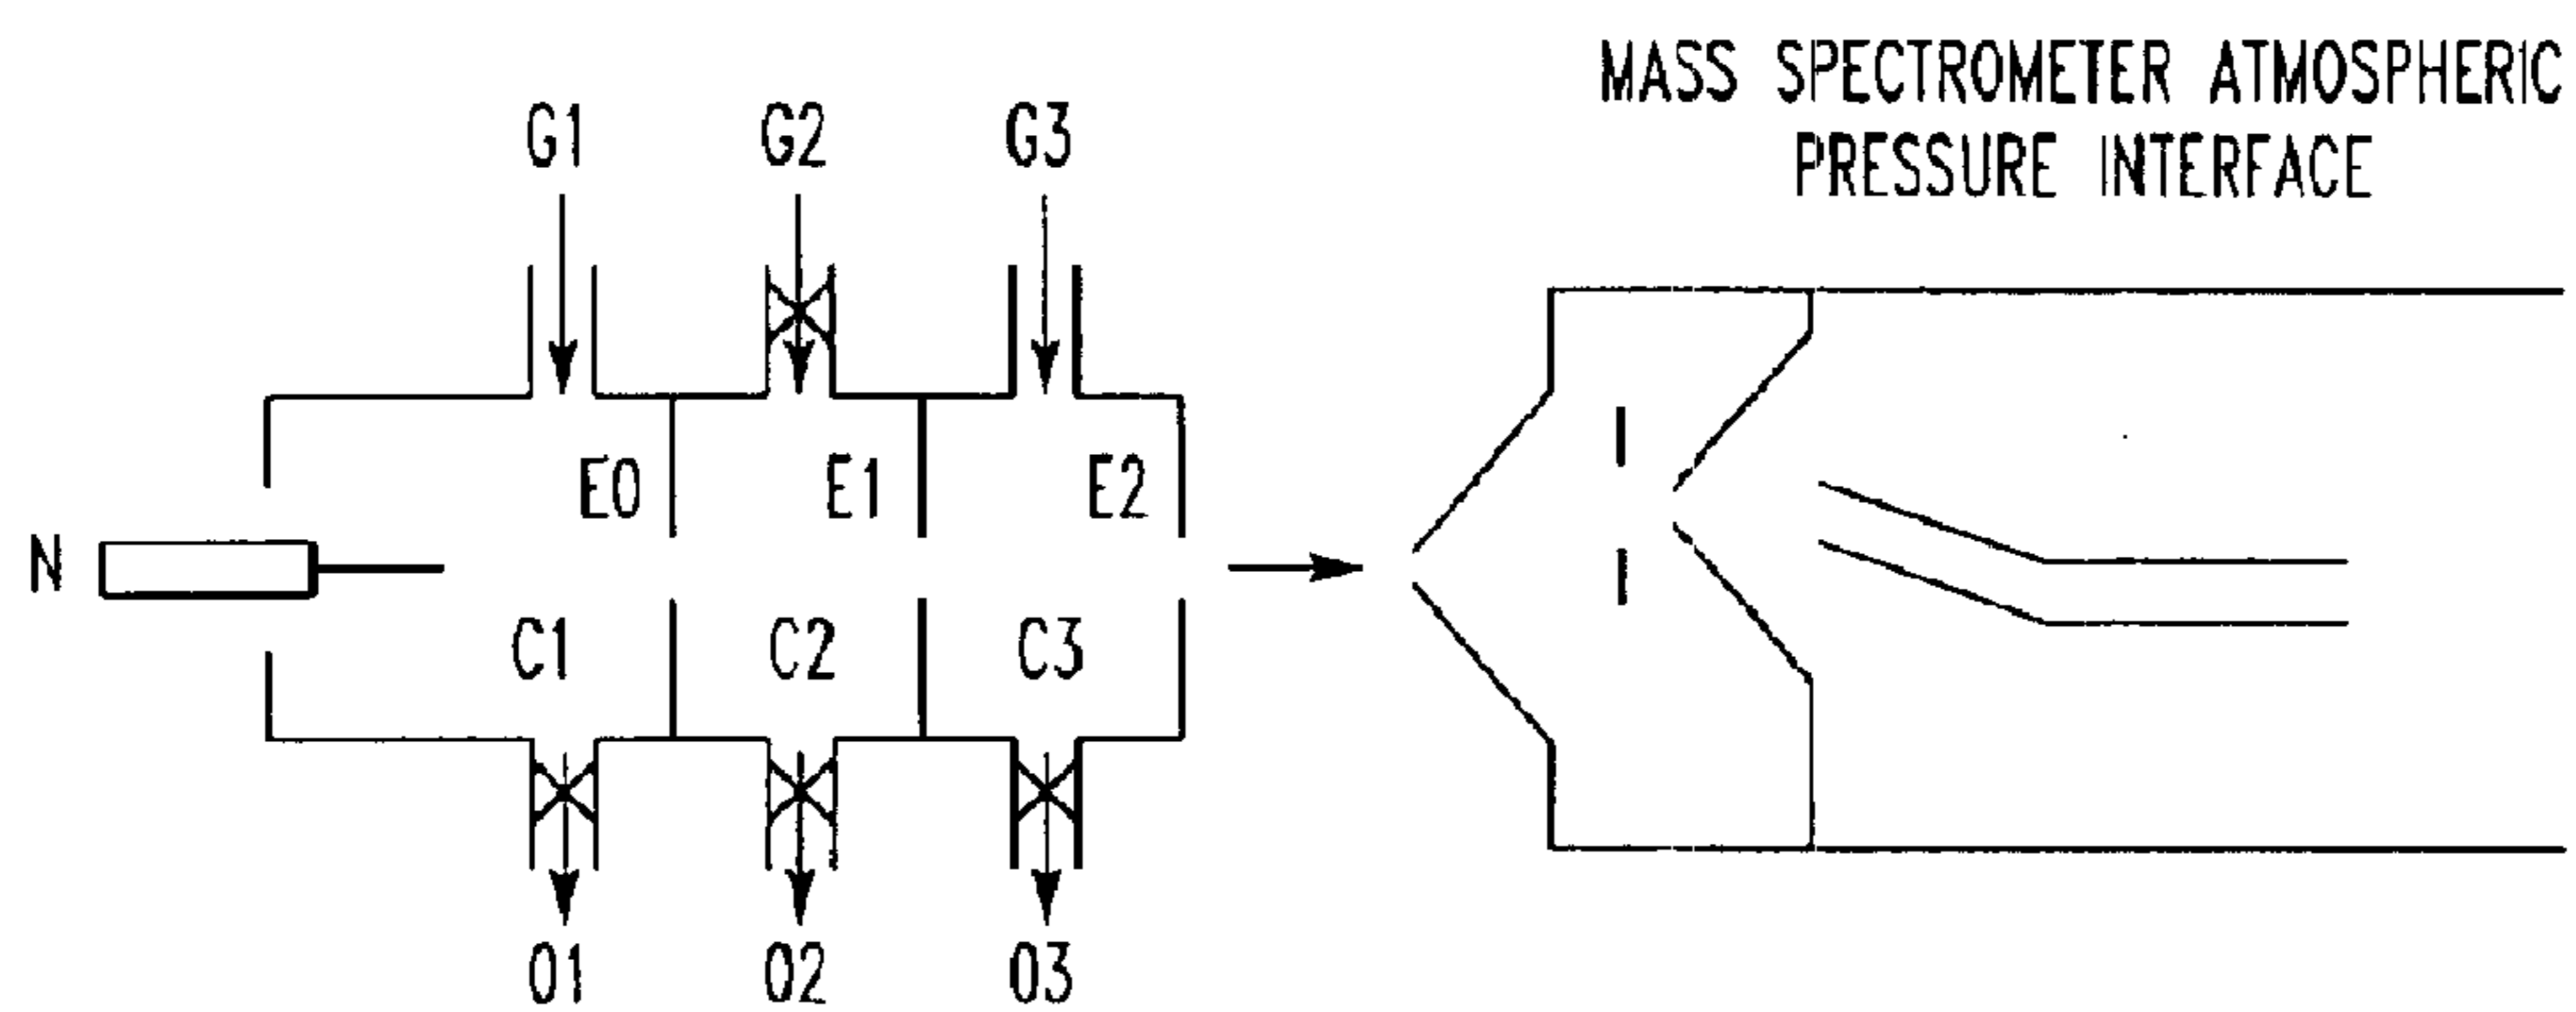 MASS SPECTROMETER ATMOSPHERIC
PRESSURE INTERFACE
G1 G2 G3
E0 E1 E2
N
C1 C2 C3
O1 O2 O3